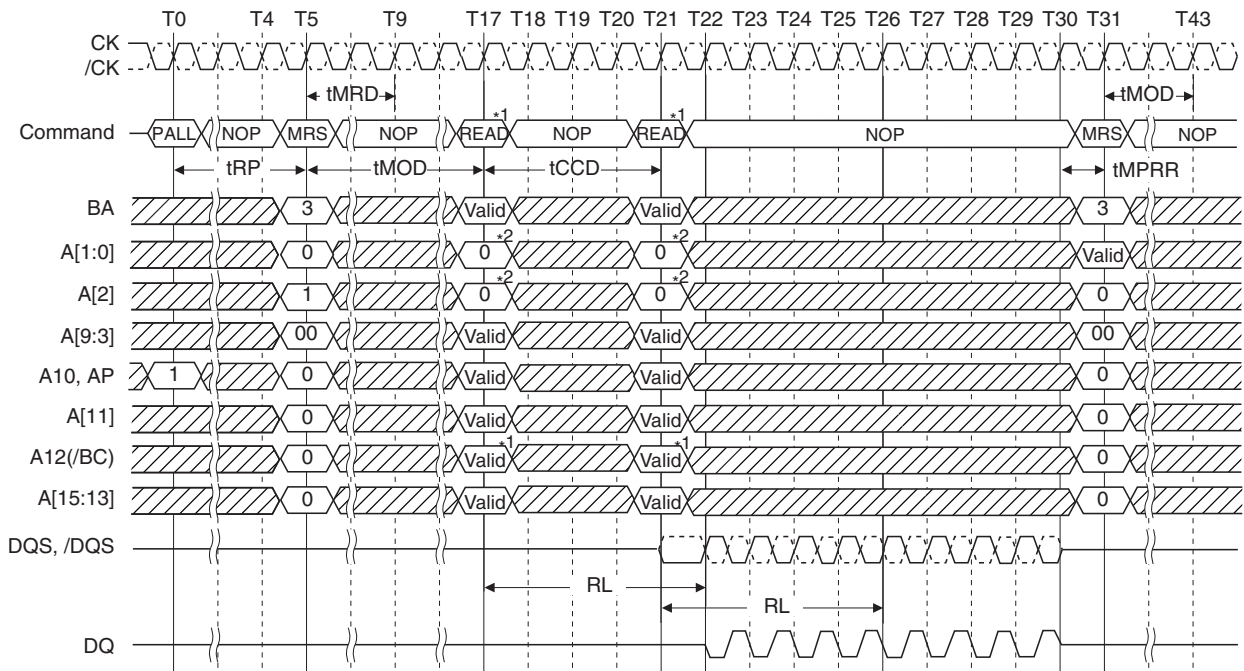 T0 T4 T5 T9 T17 T18 T19 T20 T21 T22 T23 T24 T25 T26 T27 T28 T29 T30 T31 T43
CK
/CK
tMRD tMOD
Command PALL NOP MRS NOP READ *1 NOP READ *1 NOP MRS NOP
tRP tMOD tCCD tMPRR
BA 3 Valid Valid 3
A[1:0] 0 0 *2 0 *2 Valid
A[2] 1 0 *2 0 *2 0
A[9:3] 00 Valid Valid 00
A10, AP 1 0 Valid Valid 0
A[11] 0 Valid Valid 0
A12(/BC) 0 Valid *1 Valid *1 0
A[15:13] 0 Valid Valid 0
DQS, /DQS
RL
RL
DQ